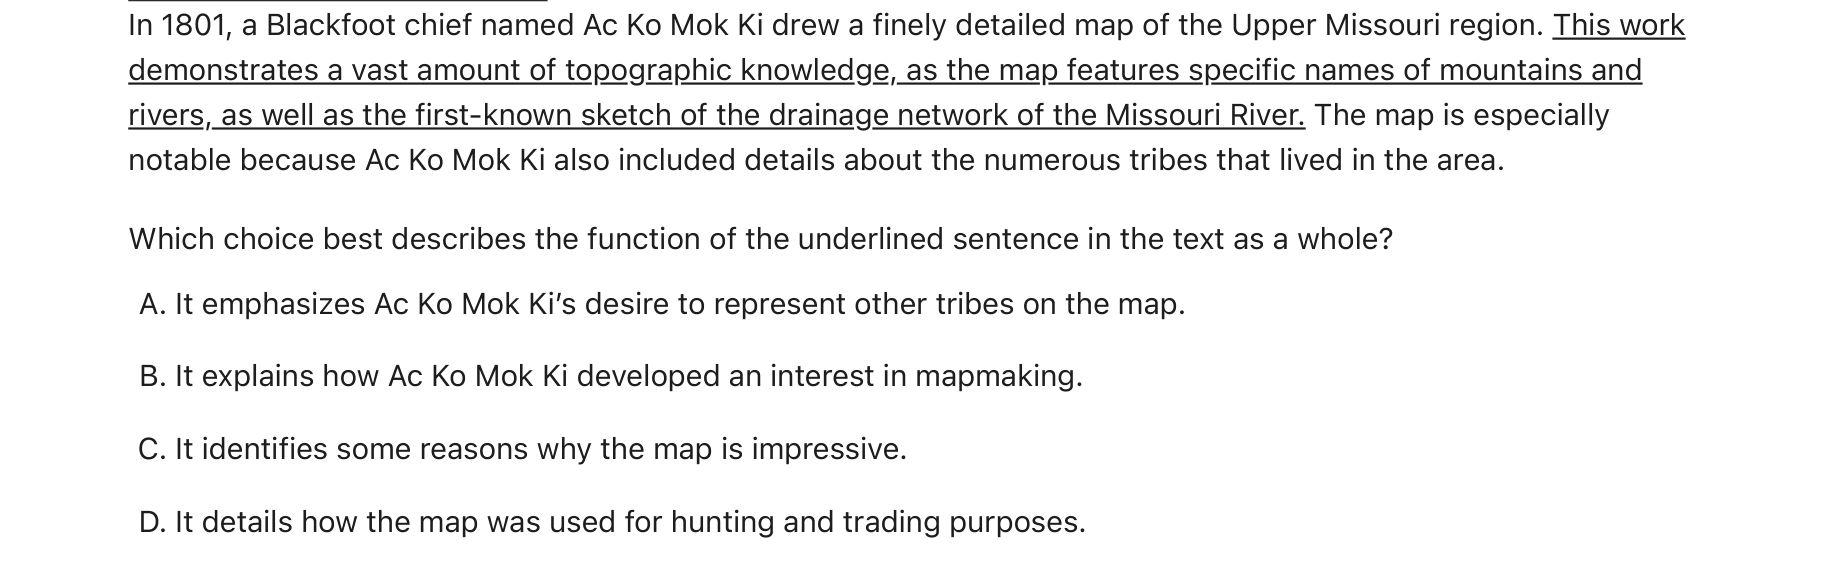 In 1801, a Blackfoot chief named Ac Ko Mok Ki drew a finely detailed map of the Upper Missouri region. This work
demonstrates a vast amount of topographic knowledge, as the map features specific names of mountains and
rivers, as well as the first-known sketch of the drainage network of the Missouri River. The map is especially
notable because Ac Ko Mok Ki also included details about the numerous tribes that lived in the area.
Which choice best describes the function of the underlined sentence in the text as a whole?
A. It emphasizes Ac Ko Mok Ki’s desire to represent other tribes on the map.
B. It explains how Ac Ko Mok Ki developed an interest in mapmaking.
C. It identifies some reasons why the map is impressive.
D. It details how the map was used for hunting and trading purposes.